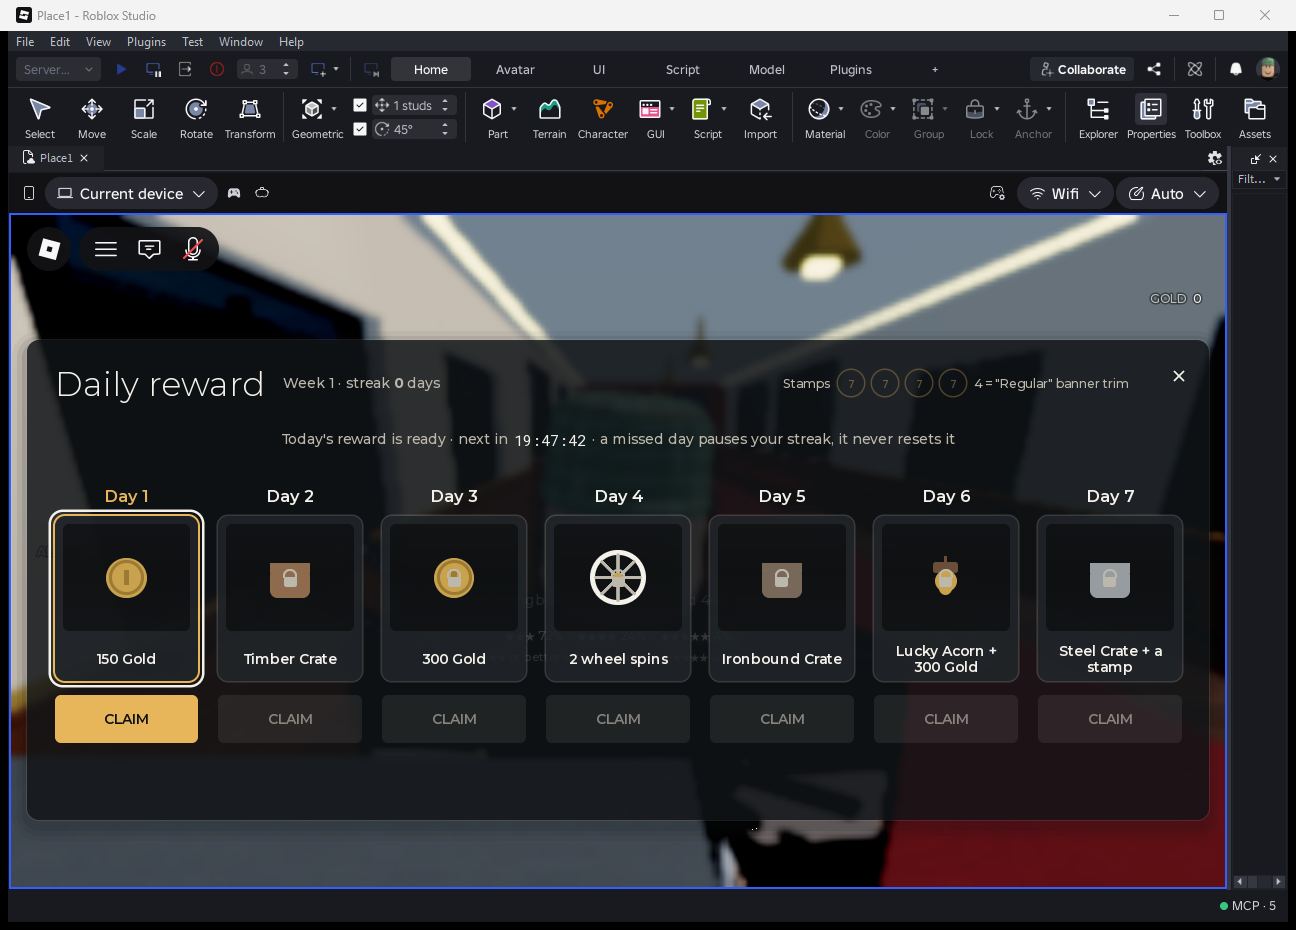 Place1 - Roblox Studio
File Edit View Plugins Test Window Help
Server... 3 Home Avatar UI Script Model Plugins + Collaborate
1 studs
45°
Select Move Scale Rotate Transform Geometric Part Terrain Character GUI Script Import Material Color Group Lock Anchor Explorer Properties Toolbox Assets
Place1
Current device Wifi Auto
Filt...
GOLD 0
Daily reward Week 1 · streak 0 days Stamps 7 7 7 7 4 = "Regular" banner trim
Today's reward is ready · next in 19:47:42 · a missed day pauses your streak, it never resets it
Day 1 Day 2 Day 3 Day 4 Day 5 Day 6 Day 7
150 Gold Timber Crate 300 Gold 2 wheel spins Ironbound Crate Lucky Acorn + 300 Gold Steel Crate + a stamp
CLAIM CLAIM CLAIM CLAIM CLAIM CLAIM CLAIM
MCP · 5